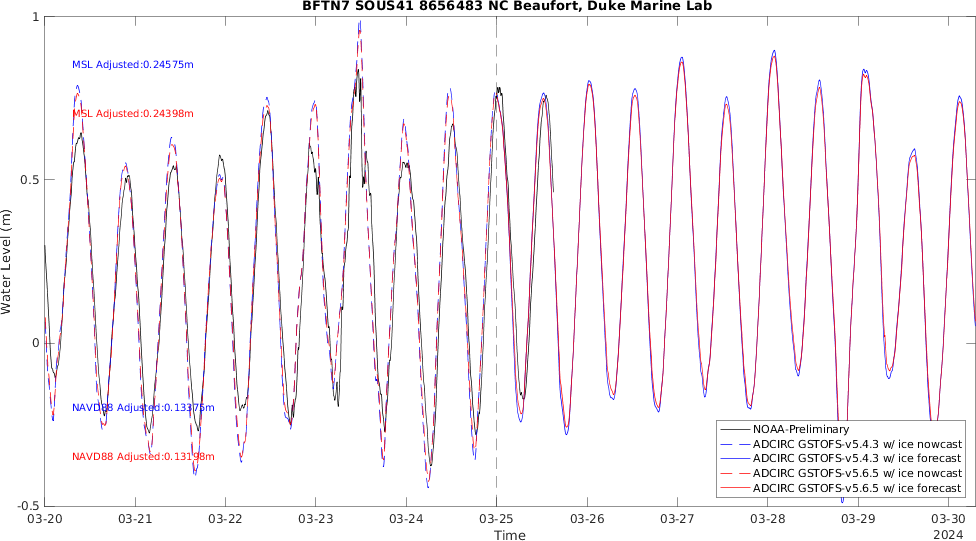 BFTN7 SOUS41 8656483 NC Beaufort, Duke Marine Lab
1
MSL Adjusted:0.24575m
MSL Adjusted:0.24398m
0.5
Water Level (m)
0
NAVD88 Adjusted:0.13375m
NAVD88 Adjusted:0.13198m
NOAA-Preliminary
ADCIRC GSTOFS-v5.4.3 w/ ice nowcast
ADCIRC GSTOFS-v5.4.3 w/ ice forecast
ADCIRC GSTOFS-v5.6.5 w/ ice nowcast
ADCIRC GSTOFS-v5.6.5 w/ ice forecast
-0.5
03-20 03-21 03-22 03-23 03-24 03-25 03-26 03-27 03-28 03-29 03-30
2024
Time